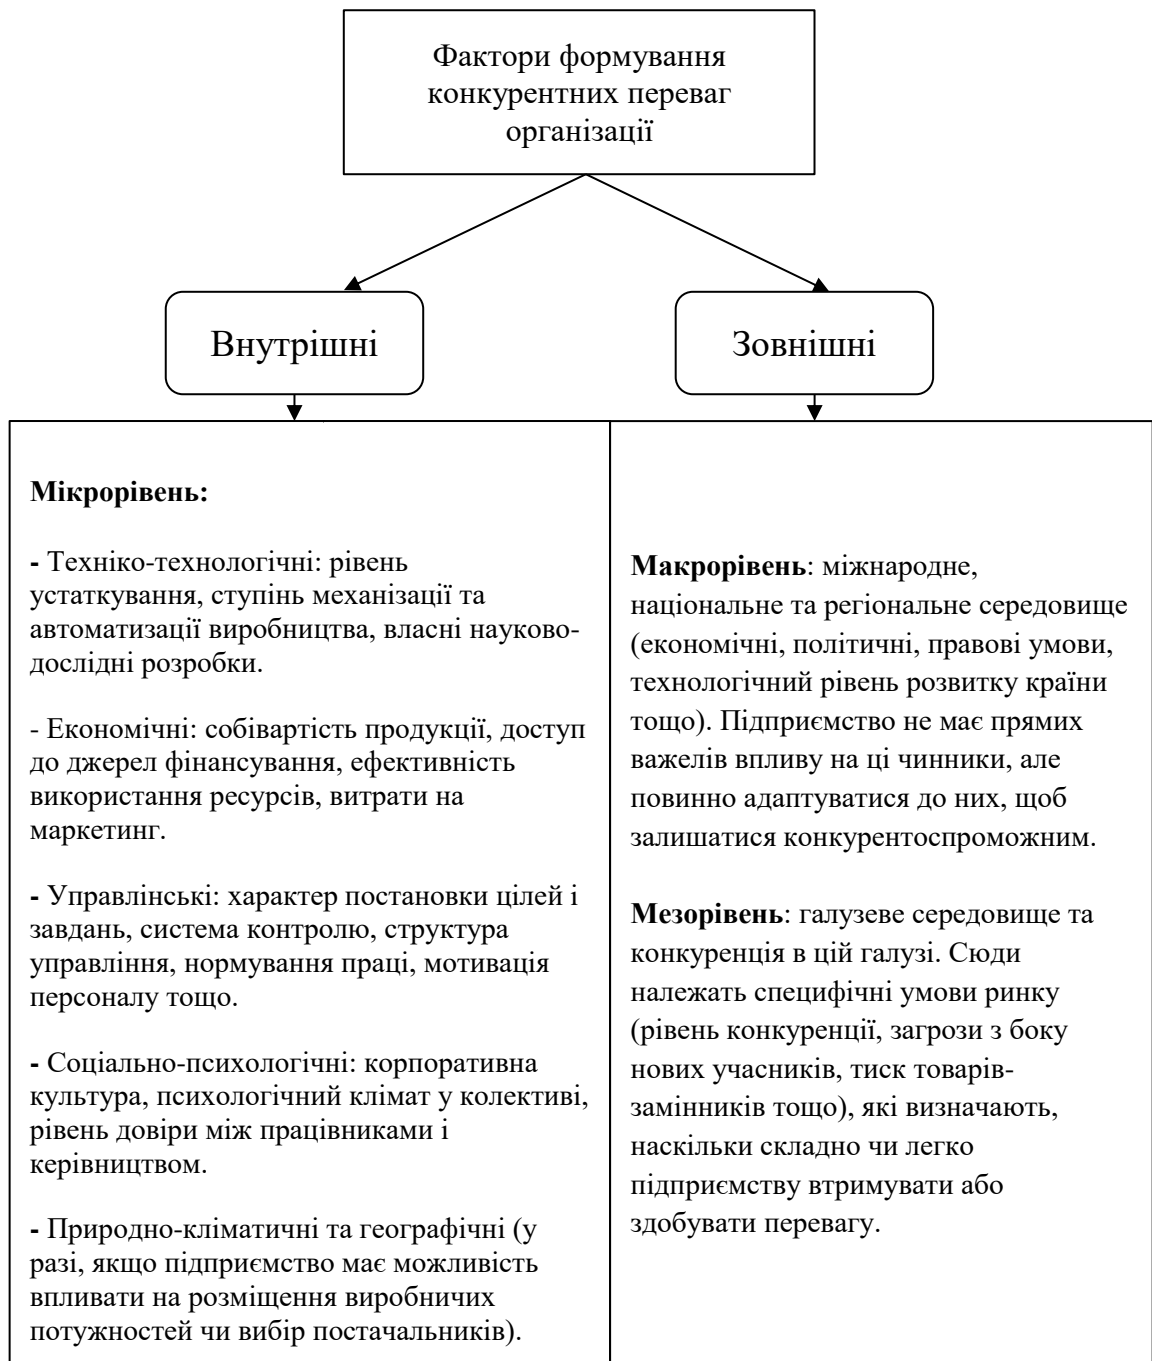 Фактори формування
конкурентних переваг
організації
Внутрішні
Зовнішні
Мікрорівень:
- Техніко-технологічні: рівень
устаткування, ступінь механізації та
автоматизації виробництва, власні науково-
дослідні розробки.
- Економічні: собівартість продукції, доступ
до джерел фінансування, ефективність
використання ресурсів, витрати на
маркетинг.
- Управлінські: характер постановки цілей і
завдань, система контролю, структура
управління, нормування праці, мотивація
персоналу тощо.
- Соціально-психологічні: корпоративна
культура, психологічний клімат у колективі,
рівень довіри між працівниками і
керівництвом.
- Природно-кліматичні та географічні (у
разі, якщо підприємство має можливість
впливати на розміщення виробничих
потужностей чи вибір постачальників).
Макрорівень: міжнародне,
національне та регіональне середовище
(економічні, політичні, правові умови,
технологічний рівень розвитку країни
тощо). Підприємство не має прямих
важелів впливу на ці чинники, але
повинно адаптуватися до них, щоб
залишатися конкурентоспроможним.
Мезорівень: галузеве середовище та
конкуренція в цій галузі. Сюди
належать специфічні умови ринку
(рівень конкуренції, загрози з боку
нових учасників, тиск товарів-
замінників тощо), які визначають,
наскільки складно чи легко
підприємству втримувати або
здобувати перевагу.